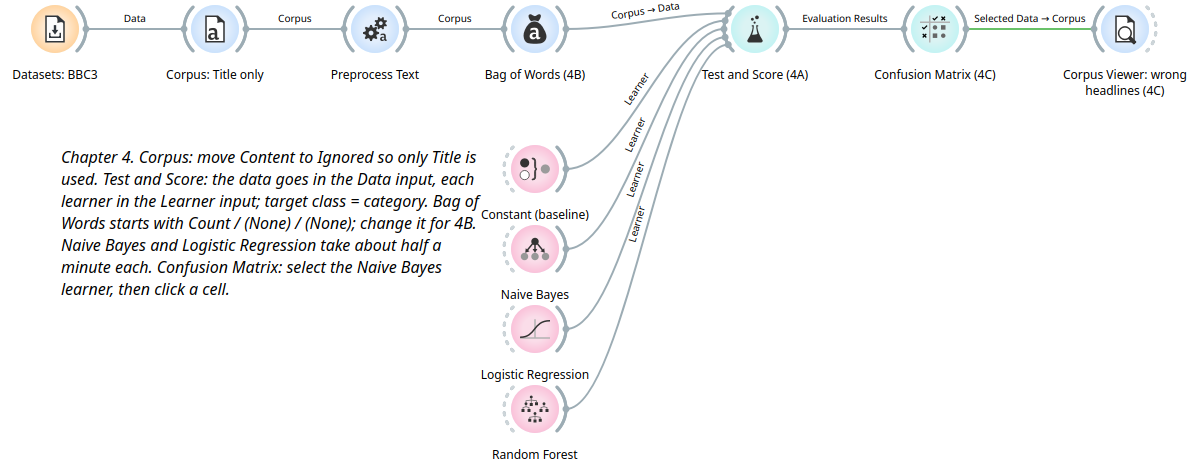 Data
Corpus
Corpus
Corpus → Data
Evaluation Results
Selected Data → Corpus
Datasets: BBC3
Corpus: Title only
Preprocess Text
Bag of Words (4B)
Test and Score (4A)
Confusion Matrix (4C)
Corpus Viewer: wrong
headlines (4C)
Learner
Learner
Learner
Learner
Chapter 4. Corpus: move Content to Ignored so only Title is
used. Test and Score: the data goes in the Data input, each
learner in the Learner input; target class = category. Bag of
Words starts with Count / (None) / (None); change it for 4B.
Naive Bayes and Logistic Regression take about half a
minute each. Confusion Matrix: select the Naive Bayes
learner, then click a cell.
Constant (baseline)
Naive Bayes
Logistic Regression
Random Forest